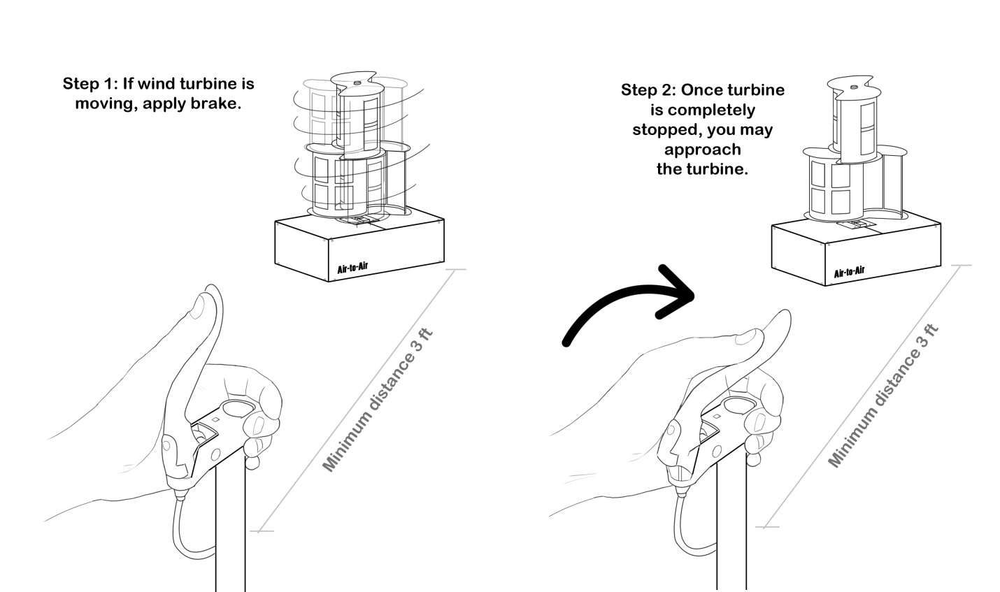 Step 1: If wind turbine is
moving, apply brake.
Air-to-Air
Minimum distance 3 ft
Step 2: Once turbine
is completely
stopped, you may
approach
the turbine.
Air-to-Air
Minimum distance 3 ft